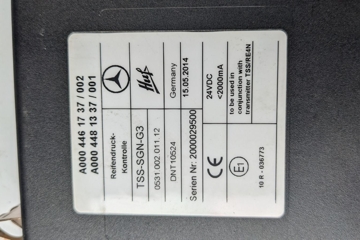 A 000 446 17 37 / 002
A 000 448 13 37 / 001
Reifendruck-
Kontrolle
Huf
TSS-SGN-G3
0531 002 011 12
Germany
DNT10524
15.05.2014
Serien Nr: 2000029500
24VDC
<2000mA
to be used in
conjunction with
transmitter TSS/RE4N
CE
E1
10 R - 036773